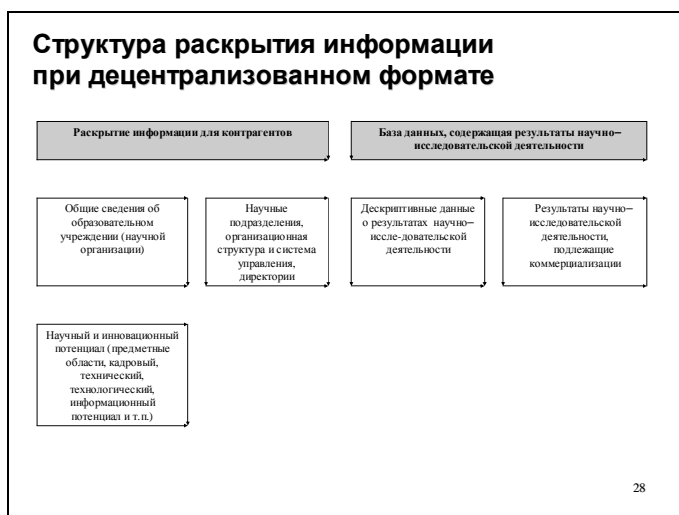 Структура раскрытия информации
при децентрализованном формате
Раскрытие информации для контрагентов
База данных, содержащая результаты научно–
исследовательской деятельности
Общие сведения об
образовательном
учреждении (научной
организации)
Научные
подразделения,
организационная
структура и система
управления,
директории
Дескриптивные данные
о результатах научно–
иссле-довательской
деятельности
Результаты научно–
исследовательской
деятельности,
подлежащие
коммерциализации
Научный и инновационный
потенциал (предметные
области, кадровый,
технический,
технологический,
информационный
потенциал и т.п.)
28